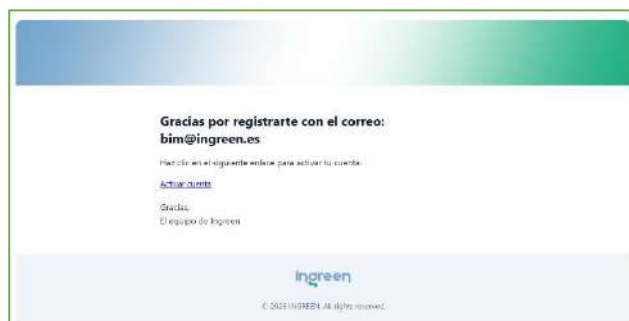 Gracias por registrarte con el correo:
bim@ingreen.es
Haz clic en el siguiente enlace para activar tu cuenta:
Activar cuenta
Gracias,
El equipo de Ingreen
ingreen
© INGREEN. All rights reserved.